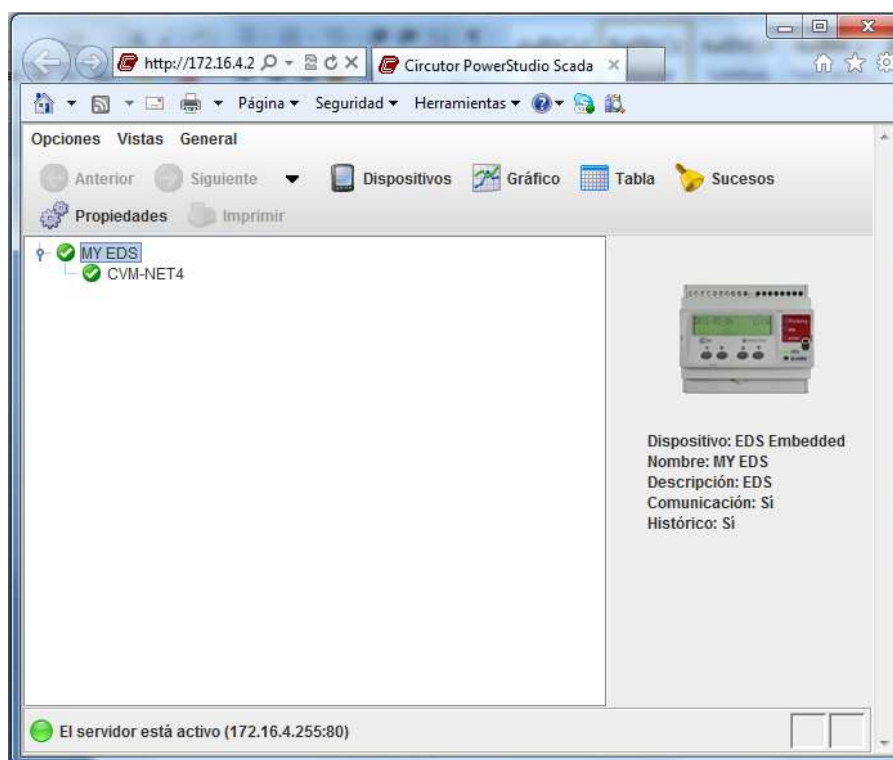 http://172.16.4.2
Circutor PowerStudio Scada
Página Seguridad Herramientas
Opciones Vistas General
Anterior Siguiente Dispositivos Gráfico Tabla Sucesos
Propiedades Imprimir
MY EDS
CVM-NET4
Dispositivo: EDS Embedded
Nombre: MY EDS
Descripción: EDS
Comunicación: Sí
Histórico: Sí
El servidor está activo (172.16.4.255:80)